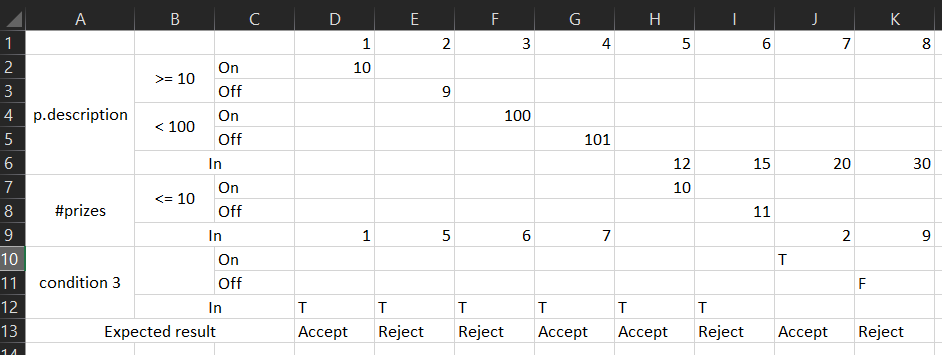 A B C D E F G H I J K
1 1 2 3 4 5 6 7 8
2 >= 10 On 10
3 Off 9
4 p.description < 100 On 100
5 Off 101
6 In 12 15 20 30
7 <= 10 On 10
8 #prizes Off 11
9 In 1 5 6 7 2 9
10 On T
11 condition 3 Off F
12 In T T T T T T
13 Expected result Accept Reject Reject Accept Accept Reject Accept Reject
14